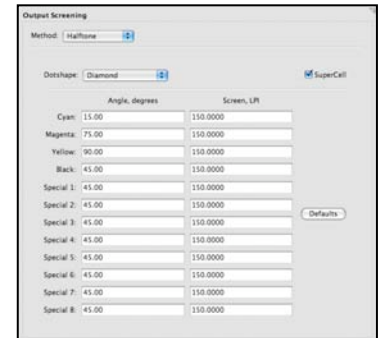 Output Screening
Method: Halftone
Dotshape: Diamond SuperCell
Angle, degrees Screen, LPI
Cyan: 15.00 150.0000
Magenta: 75.00 150.0000
Yellow: 90.00 150.0000
Black: 45.00 150.0000
Special 1: 45.00 150.0000
Special 2: 45.00 150.0000
Special 3: 45.00 150.0000
Defaults
Special 4: 45.00 150.0000
Special 5: 45.00 150.0000
Special 6: 45.00 150.0000
Special 7: 45.00 150.0000
Special 8: 45.00 150.0000